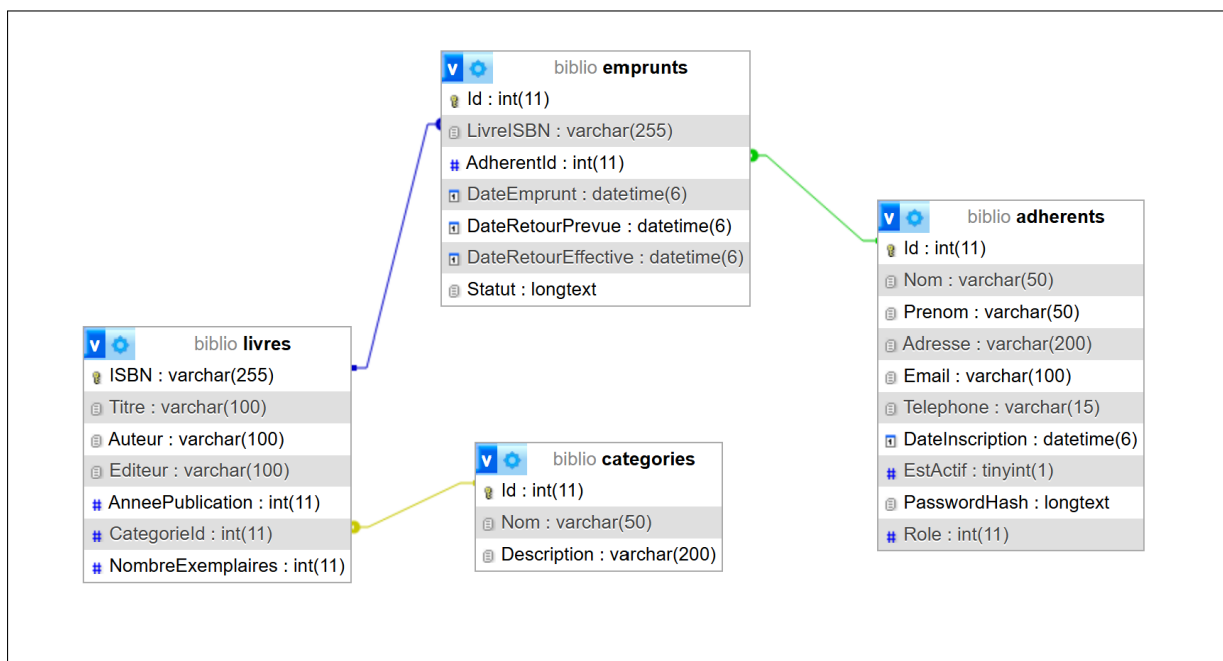 v biblio emprunts
Id : int(11)
LivreISBN : varchar(255)
# AdherentId : int(11)
DateEmprunt : datetime(6)
DateRetourPrevue : datetime(6)
DateRetourEffective : datetime(6)
Statut : longtext
v biblio adherents
Id : int(11)
Nom : varchar(50)
Prenom : varchar(50)
Adresse : varchar(200)
Email : varchar(100)
Telephone : varchar(15)
DateInscription : datetime(6)
# EstActif : tinyint(1)
PasswordHash : longtext
# Role : int(11)
v biblio livres
ISBN : varchar(255)
Titre : varchar(100)
Auteur : varchar(100)
Editeur : varchar(100)
# AnneePublication : int(11)
# CategorieId : int(11)
# NombreExemplaires : int(11)
v biblio categories
Id : int(11)
Nom : varchar(50)
Description : varchar(200)